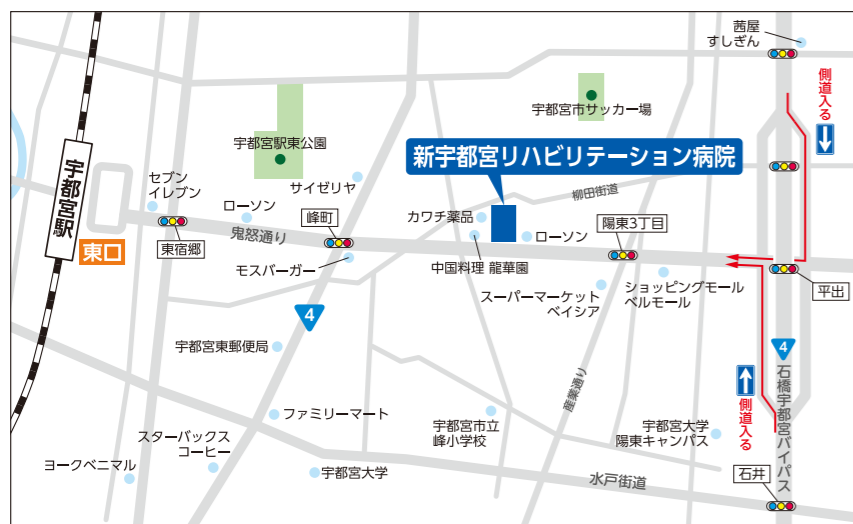 茜屋
すしぎん
側道入る
宇都宮市サッカー場
宇都宮駅東公園
新宇都宮リハビリテーション病院
宇都宮駅
東口
セブン
イレブン
サイゼリヤ
柳田街道
ローソン
峰町
カワチ薬品
陽東3丁目
東宿郷
鬼怒通り
ローソン
モスバーガー
中国料理 龍華園
スーパーマーケット
ベイシア
ショッピングモール
ベルモール
平出
4
宇都宮東郵便局
4
石橋宇都宮バイパス
産業通り
側道入る
ファミリーマート
宇都宮市立
峰小学校
宇都宮大学
陽東キャンパス
スターバックス
コーヒー
ヨークベニマル
宇都宮大学
水戸街道
石井